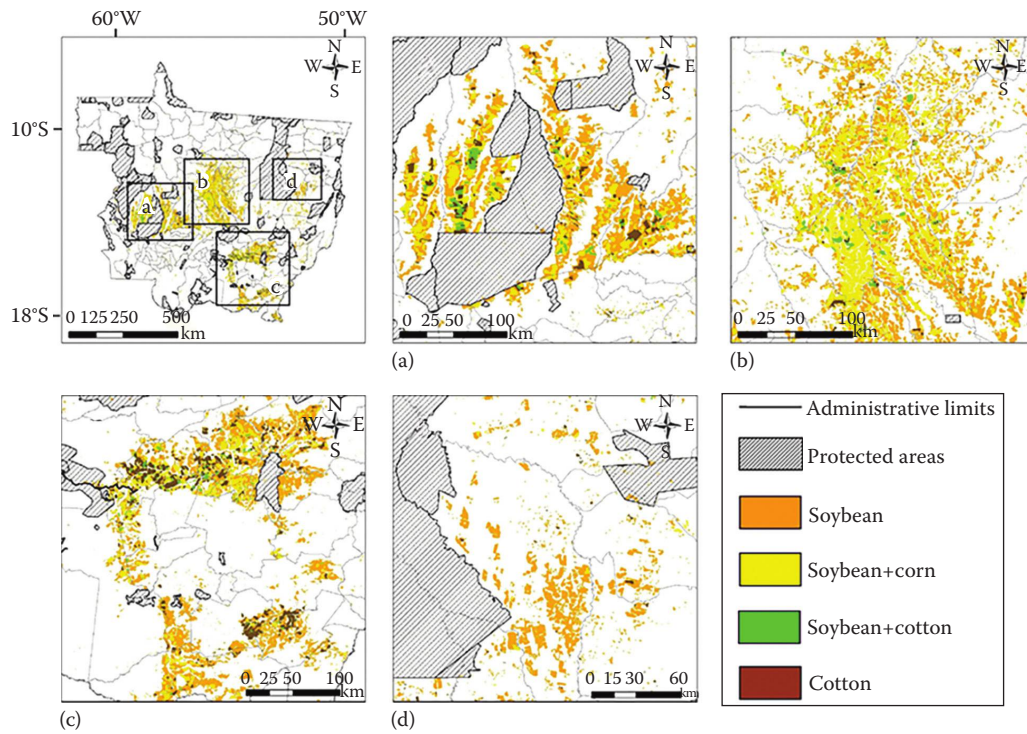 60°W 50°W
10°S
18°S
N
W E
S
a
b
c
d
0 125 250 500
km
N
W E
S
0 25 50 100
km
(a)
N
W E
S
0 25 50 100
km
(b)
N
W E
S
0 25 50 100
km
(c)
N
W E
S
0 15 30 60
km
(d)
Administrative limits
Protected areas
Soybean
Soybean+corn
Soybean+cotton
Cotton